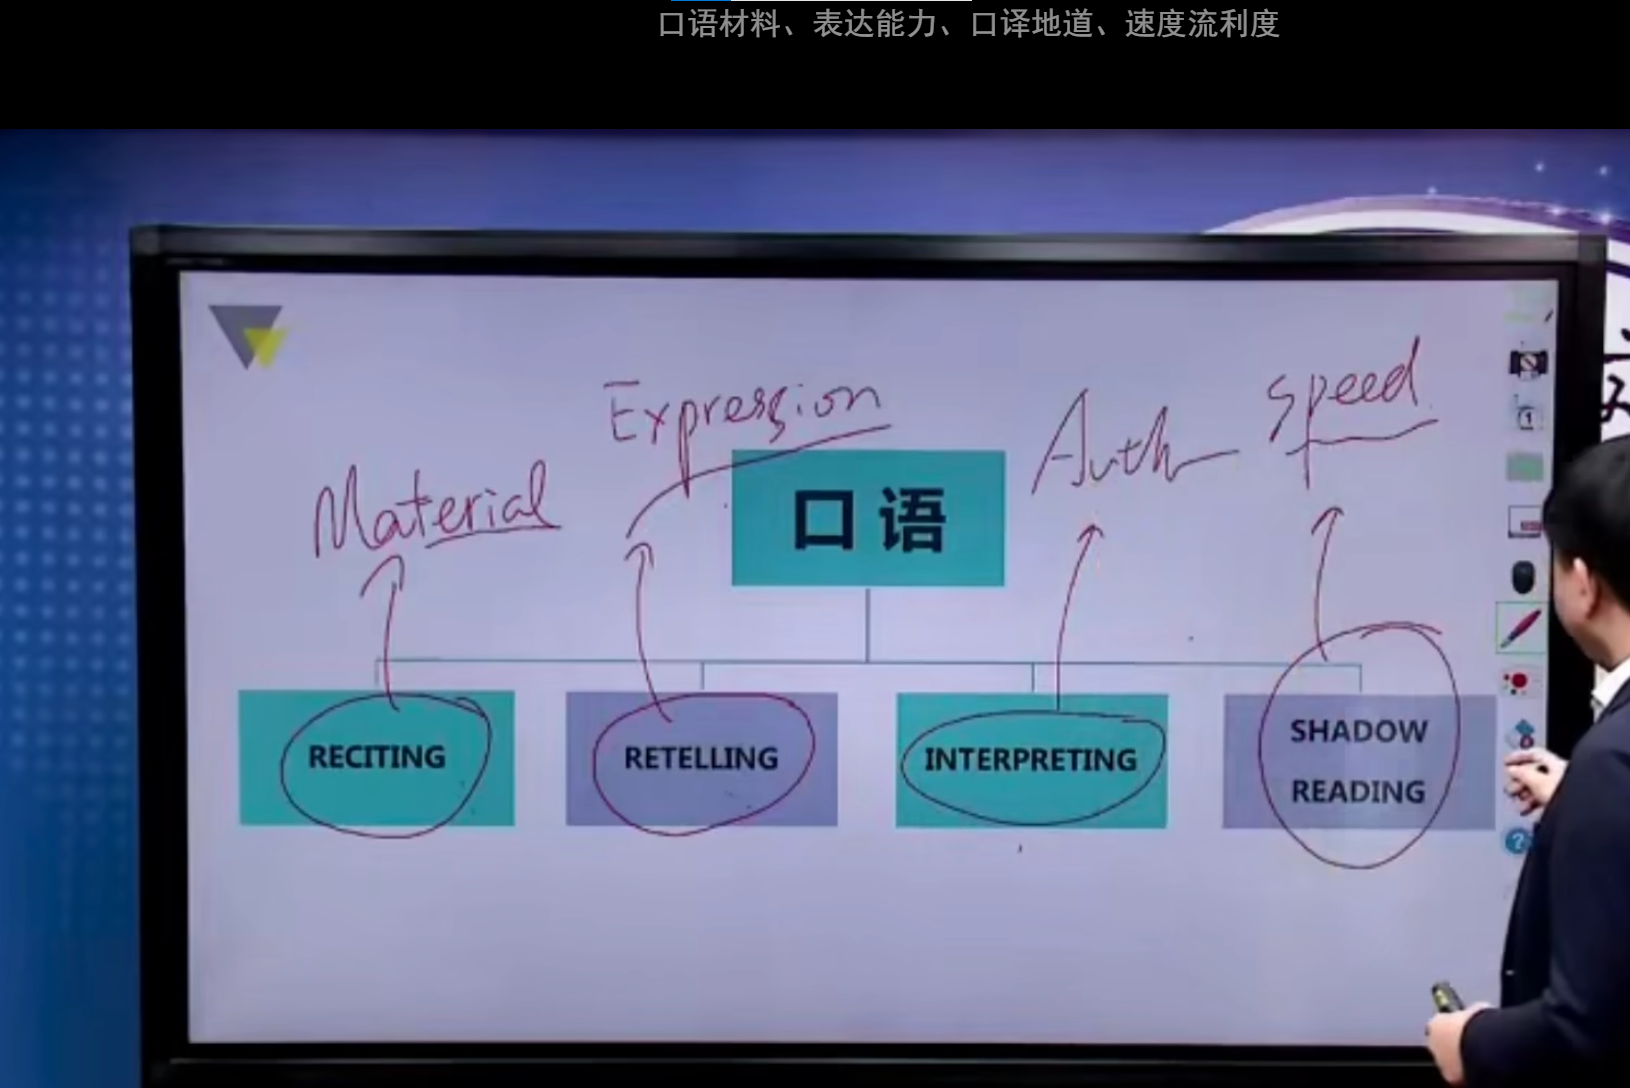 口语材料、表达能力、口译地道、速度流利度
Material
Expression
Auth
speed
口语
RECITING
RETELLING
INTERPRETING
SHADOW
READING
1
?